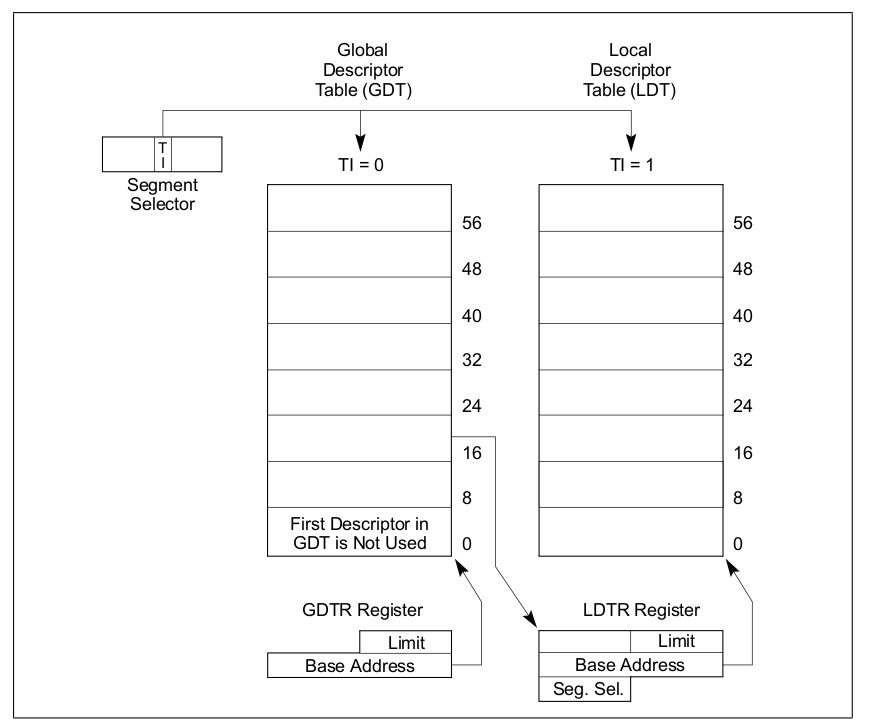 Global
Descriptor
Table (GDT)
Local
Descriptor
Table (LDT)
T
I
Segment
Selector
TI = 0
TI = 1
56
48
40
32
24
16
8
First Descriptor in
GDT is Not Used
0
56
48
40
32
24
16
8
0
GDTR Register
Limit
Base Address
LDTR Register
Limit
Base Address
Seg. Sel.